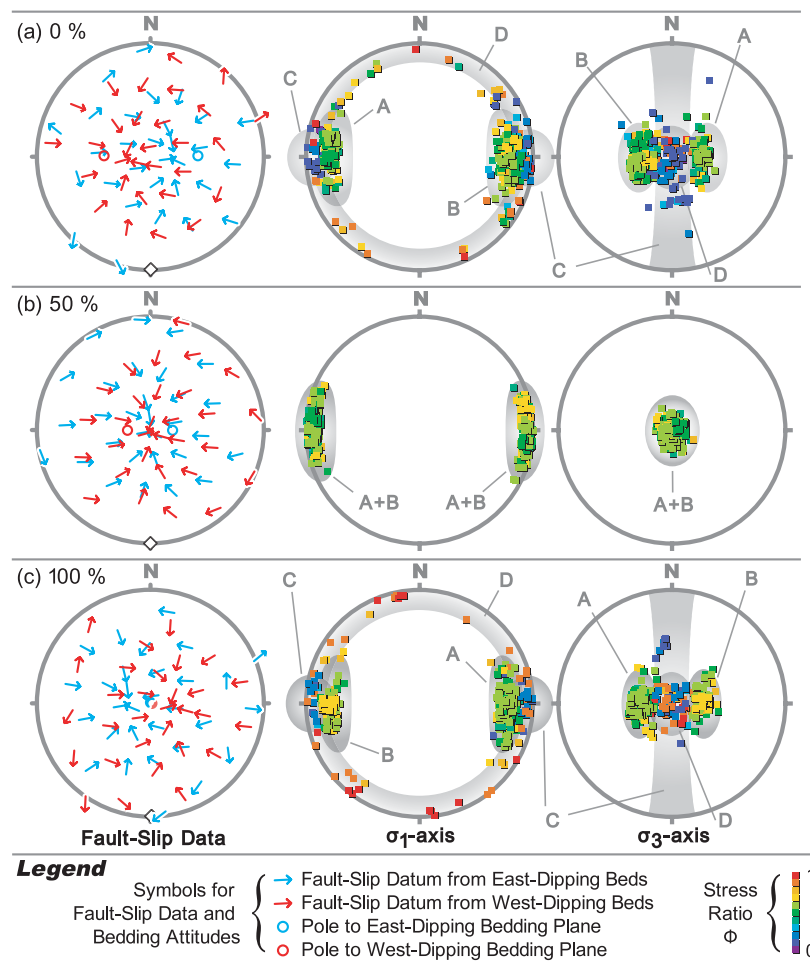 (a) 0 %
N
N
N
C
D
A
B
B
A
C
D
(b) 50 %
N
N
N
A+B
A+B
A+B
(c) 100 %
N
N
N
C
D
A
B
A
B
C
D
Fault-Slip Data
σ1-axis
σ3-axis
Legend
Symbols for
Fault-Slip Data and
Bedding Attitudes
Fault-Slip Datum from East-Dipping Beds
Fault-Slip Datum from West-Dipping Beds
Pole to East-Dipping Bedding Plane
Pole to West-Dipping Bedding Plane
Stress
Ratio
Φ